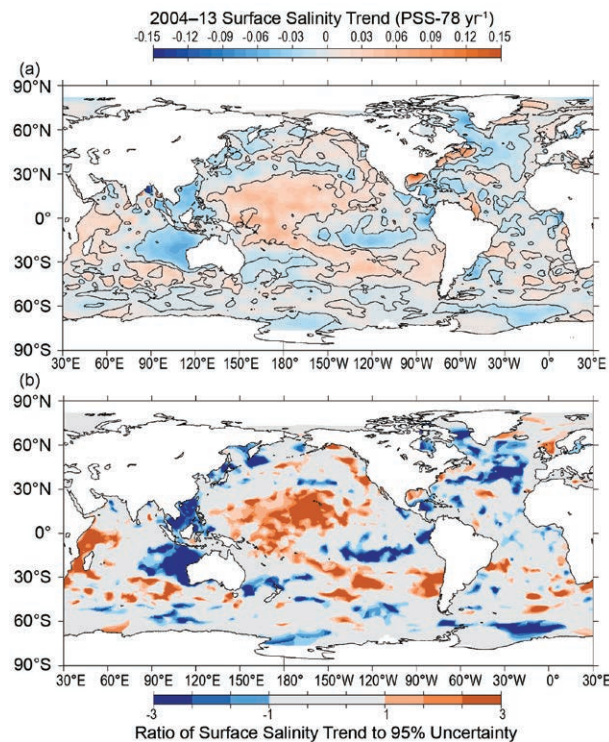 2004–13 Surface Salinity Trend (PSS-78 yr⁻¹)
-0.15 -0.12 -0.09 -0.06 -0.03 0 0.03 0.06 0.09 0.12 0.15
(a)
90°N
60°N
30°N
0°
30°S
60°S
90°S
30°E 60°E 90°E 120°E 150°E 180° 150°W 120°W 90°W 60°W 30°W 0° 30°E
(b)
90°N
60°N
30°N
0°
30°S
60°S
90°S
30°E 60°E 90°E 120°E 150°E 180° 150°W 120°W 90°W 60°W 30°W 0° 30°E
-3 -1 1 3
Ratio of Surface Salinity Trend to 95% Uncertainty